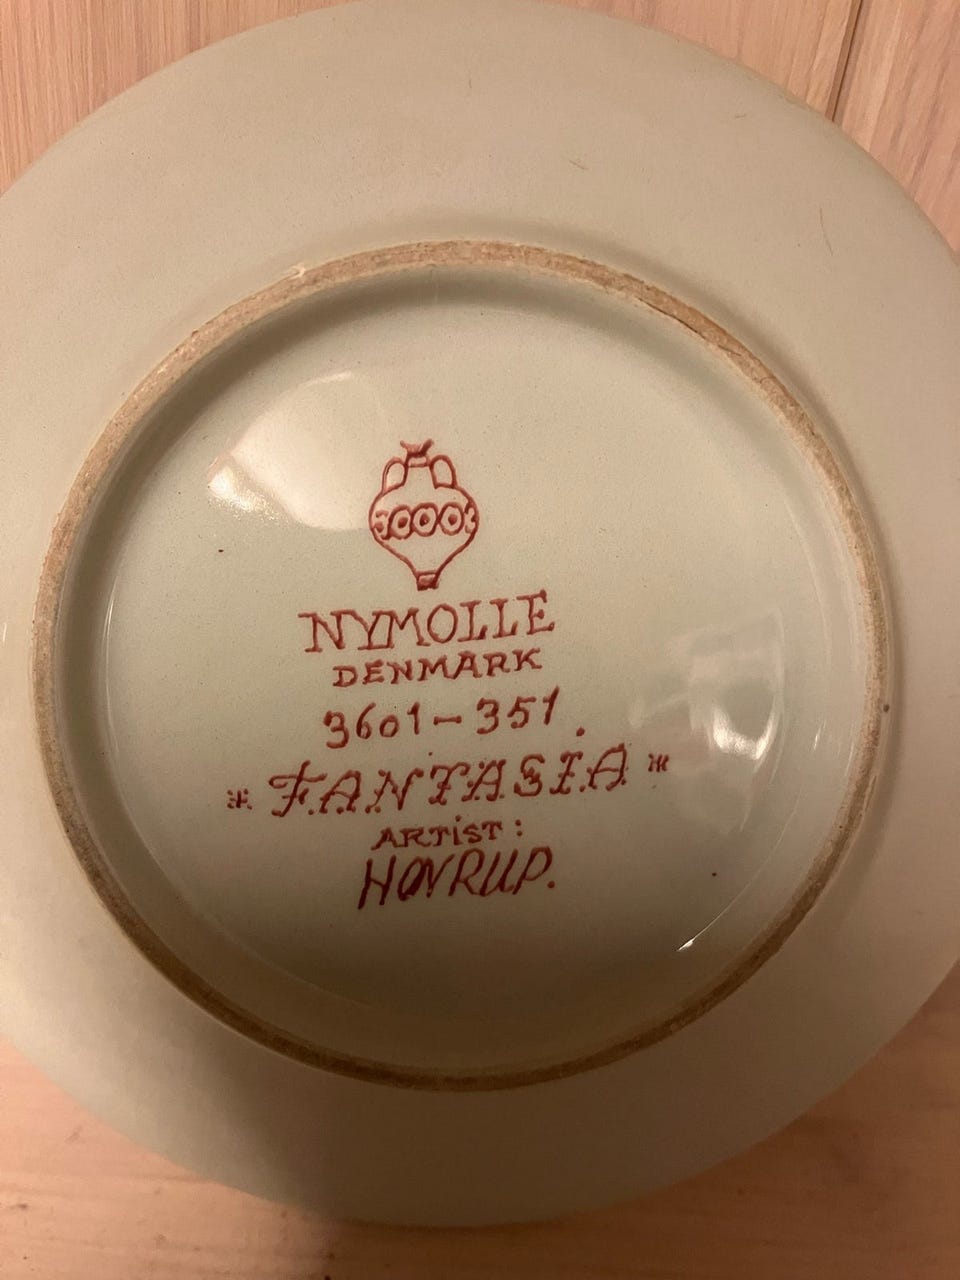 NYMOLLE
DENMARK
3601-351.
* FANTASIA *
ARTIST:
HOVRUP.